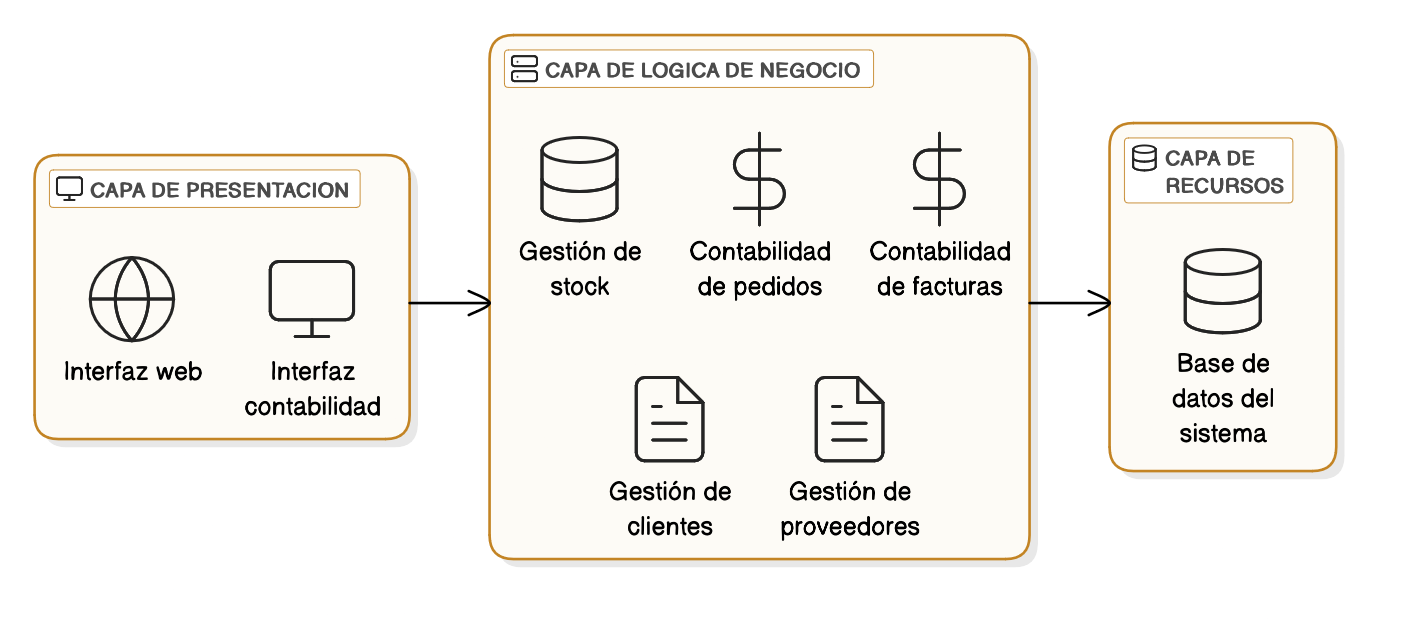 CAPA DE PRESENTACION
Interfaz web
Interfaz
contabilidad
CAPA DE LOGICA DE NEGOCIO
Gestión de
stock
Contabilidad
de pedidos
Contabilidad
de facturas
Gestión de
clientes
Gestión de
proveedores
CAPA DE
RECURSOS
Base de
datos del
sistema